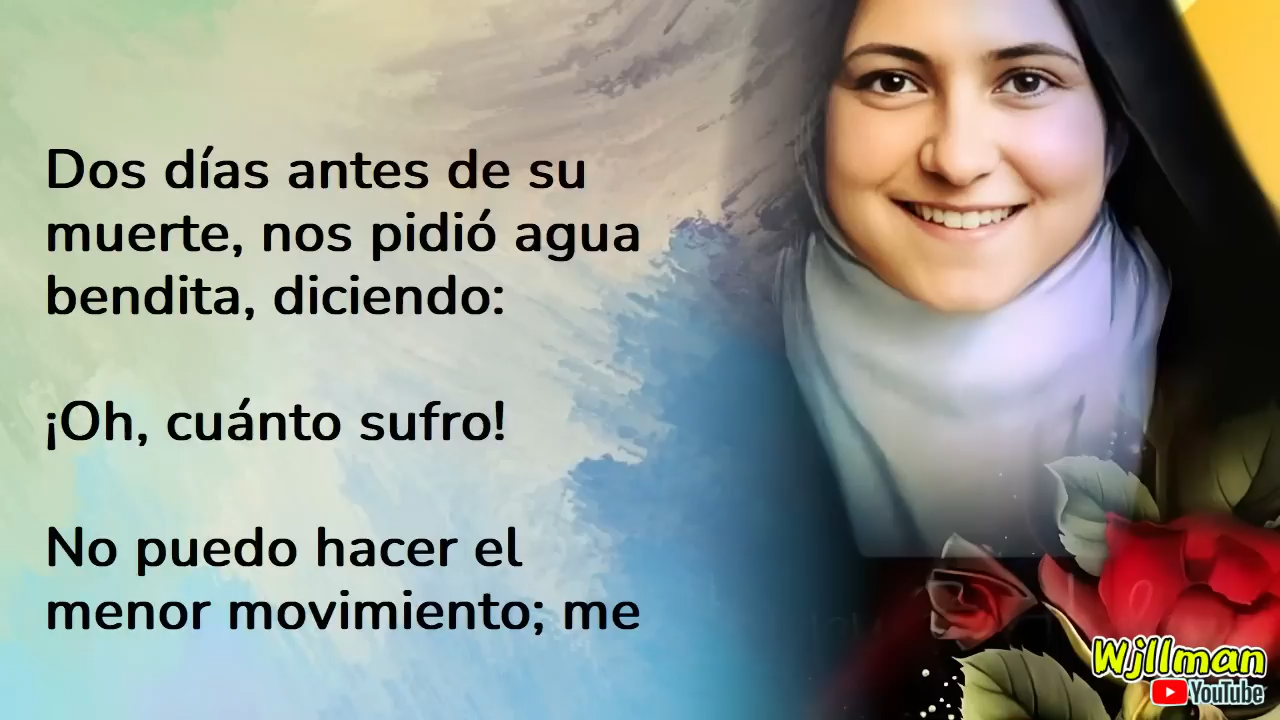 Dos días antes de su
muerte, nos pidió agua
bendita, diciendo:
¡Oh, cuánto sufro!
No puedo hacer el
menor movimiento; me
Wjllman
YouTube